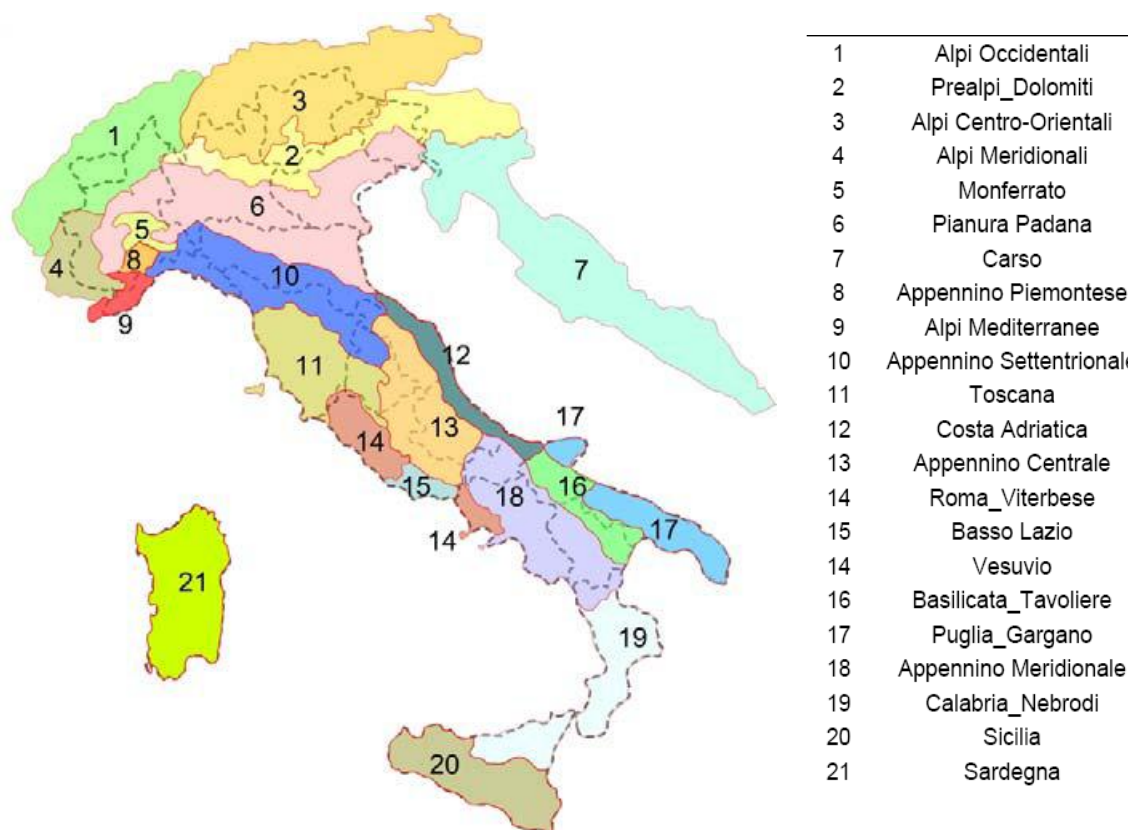 1 Alpi Occidentali
2 Prealpi_Dolomiti
3 Alpi Centro-Orientali
4 Alpi Meridionali
5 Monferrato
6 Pianura Padana
7 Carso
8 Appennino Piemontese
9 Alpi Mediterranee
10 Appennino Settentrionale
11 Toscana
12 Costa Adriatica
13 Appennino Centrale
14 Roma_Viterbese
15 Basso Lazio
14 Vesuvio
16 Basilicata_Tavoliere
17 Puglia_Gargano
18 Appennino Meridionale
19 Calabria_Nebrodi
20 Sicilia
21 Sardegna
3
1
2
6
5
4
8
7
10
9
12
11
17
13
14
15
18
16
17
14
21
19
20